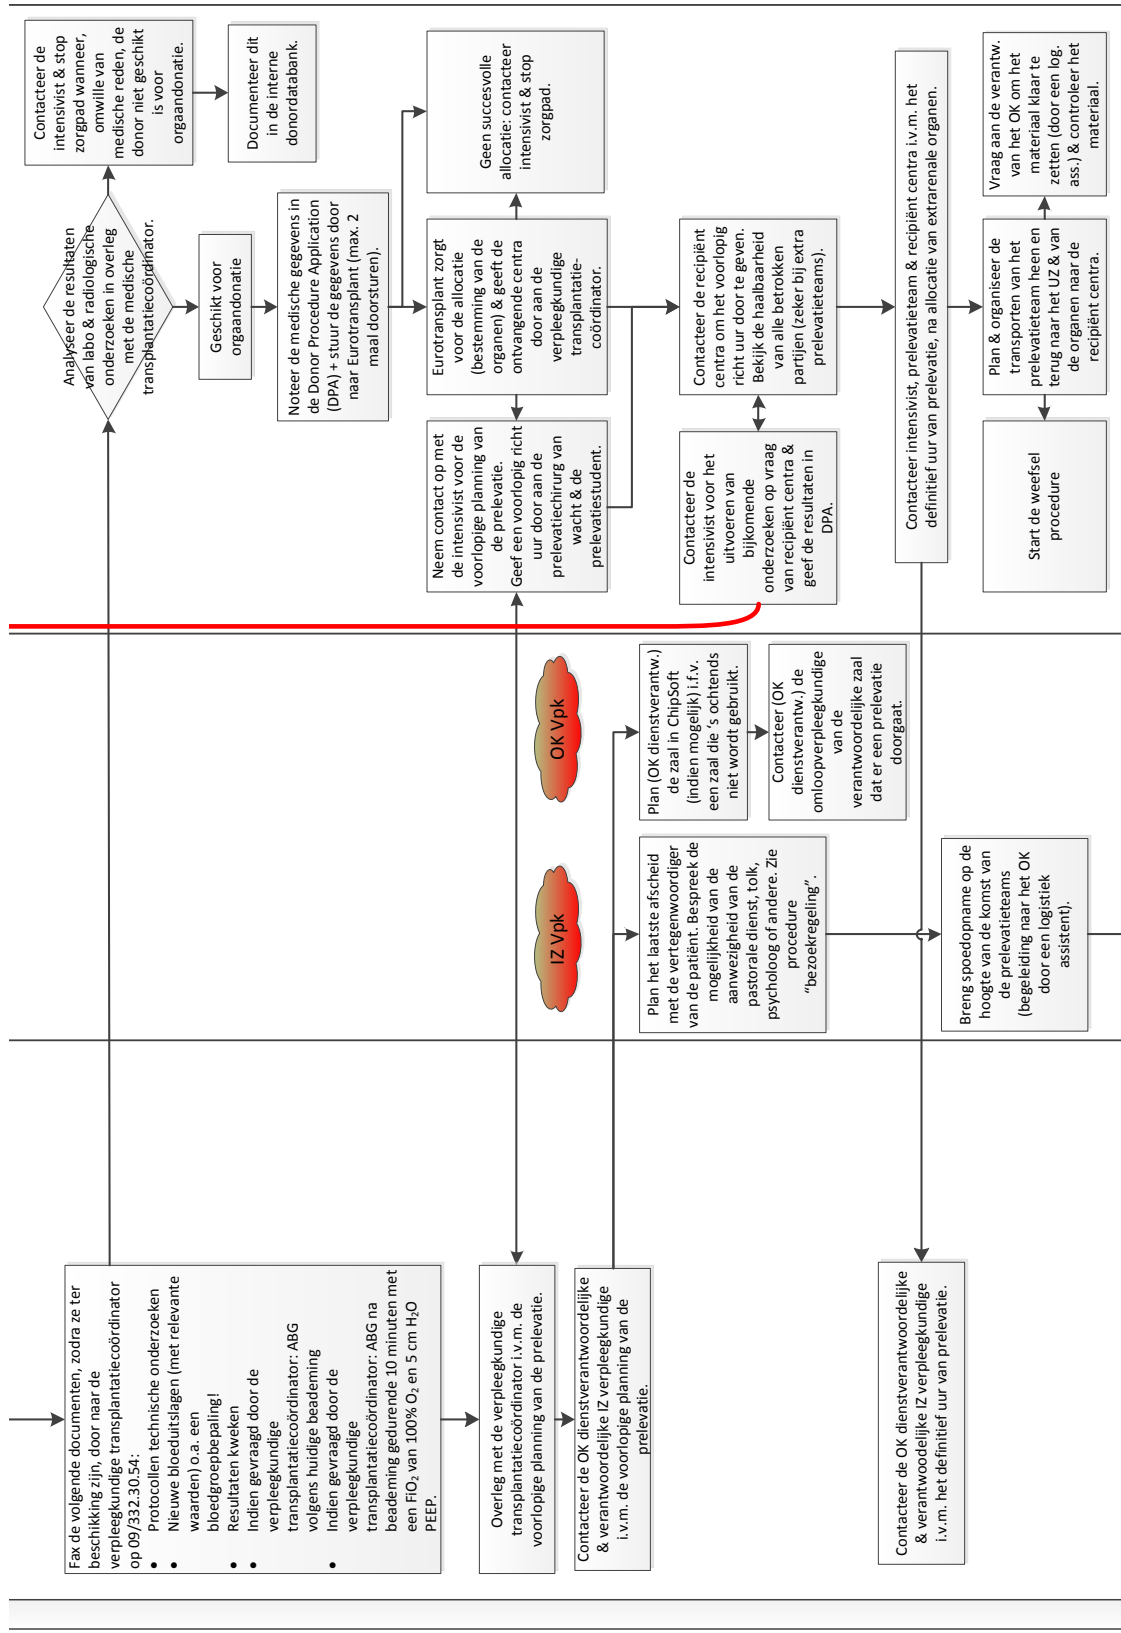 Contacteer de
intensivist & stop
zorgpad wanneer,
omwille van
medische reden, de
donor niet geschikt
is voor
orgaandonatie.
Documenteer dit
in de interne
donordatabank.
Analyseer de resultaten
van labo & radiologische
onderzoeken in overleg
met de medische
transplantatiecoördinator.
Geschikt voor
orgaandonatie
Noteer de medische gegevens in
de Donor Procedure Application
(DPA) + stuur de gegevens door
naar Eurotransplant (max. 2
maal doorsturen).
Geen succesvolle
allocatie: contacteer
intensivist & stop
zorgpad.
Eurotransplant zorgt
voor de allocatie
(bestemming van de
organen) & geeft de
ontvangende centra
door aan de
verpleegkundige
transplantatie-
coördinator.
Neem contact op met
de intensivist voor de
voorlopige planning van
de prelevatie.
Geef een voorlopig richt
uur door aan de
prelevatiechirurg van
wacht & de
prelevatiestudent.
Contacteer de recipiënt
centra om het voorlopig
richt uur door te geven.
Bekijk de haalbaarheid
van alle betrokken
partijen (zeker bij extra
prelevatieteams).
Contacteer de
intensivist voor het
uitvoeren van
bijkomende
onderzoeken op vraag
van recipiënt centra &
geef de resultaten in
DPA.
Contacteer intensivist, prelevatieteam & recipiënt centra i.v.m. het
definitief uur van prelevatie, na allocatie van extrarenale organen.
Vraag aan de verantw.
van het OK om het
materiaal klaar te
zetten (door een log.
ass.) & controleer het
materiaal.
Plan & organiseer de
transporten van het
prelevatieteam heen en
terug naar het UZ & van
de organen naar de
recipiënt centra.
Start de weefsel
procedure
OK Vpk
Plan (OK dienstverantw.)
de zaal in ChipSoft
(indien mogelijk) i.f.v.
een zaal die ‘s ochtends
niet wordt gebruikt.
Contacteer (OK
dienstverantw.) de
omloopverpleegkundige
van de
verantwoordelijke zaal
dat er een prelevatie
doorgaat.
IZ Vpk
Plan het laatste afscheid
met de vertegenwoordiger
van de patiënt. Bespreek de
mogelijkheid van de
aanwezigheid van de
pastorale dienst, tolk,
psycholoog of andere. Zie
procedure
“bezoekregeling”.
Breng spoedopname op de
hoogte van de komst van
de prelevatieteams
(begeleiding naar het OK
door een logistiek
assistent).
Fax de volgende documenten, zodra ze ter
beschikking zijn, door naar de
verpleegkundige transplantatiecoördinator
op 09/332.30.54:
• Protocollen technische onderzoeken
• Nieuwe bloeduitslagen (met relevante
waarden) o.a. een
bloedgroepbepaling!
• Resultaten kweken
• Indien gevraagd door de
verpleegkundige
transplantatiecoördinator: ABG
volgens huidige beademing
• Indien gevraagd door de
verpleegkundige
transplantatiecoördinator: ABG na
beademing gedurende 10 minuten met
een FiO₂ van 100% O₂ en 5 cm H₂O
PEEP.
Overleg met de verpleegkundige
transplantatiecoördinator i.v.m. de
voorlopige planning van de prelevatie.
Contacteer de OK dienstverantwoordelijke
& verantwoordelijke IZ verpleegkundige
i.v.m. de voorlopige planning van de
prelevatie.
Contacteer de OK dienstverantwoordelijke
& verantwoodelijke IZ verpleegkundige
i.v.m. het definitief uur van prelevatie.